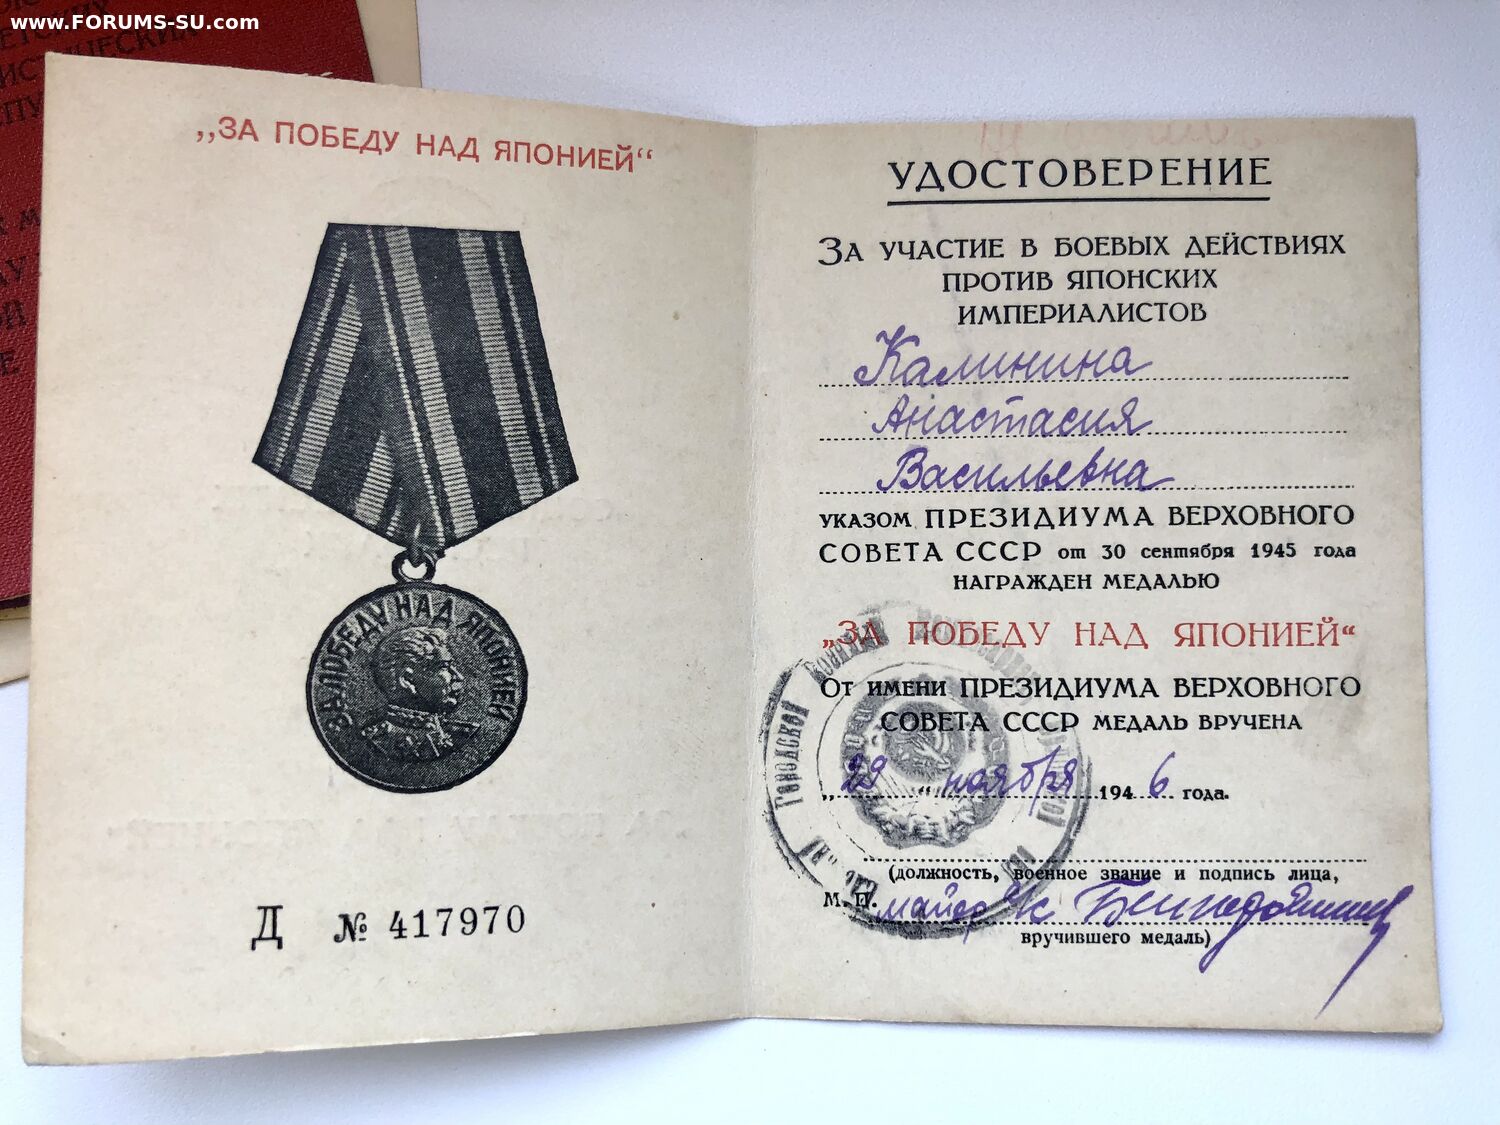 www.FORUMS-SU.com
„ЗА ПОБЕДУ НАД ЯПОНИЕЙ“
ЗА ПОБЕДУ НАД ЯПОНИЕЙ
Д № 417970
УДОСТОВЕРЕНИЕ
ЗА УЧАСТИЕ В БОЕВЫХ ДЕЙСТВИЯХ
ПРОТИВ ЯПОНСКИХ
ИМПЕРИАЛИСТОВ
Калинина
Анастасия
Васильевна
УКАЗОМ ПРЕЗИДИУМА ВЕРХОВНОГО
СОВЕТА СССР от 30 сентября 1945 года
НАГРАЖДЕН МЕДАЛЬЮ
„ЗА ПОБЕДУ НАД ЯПОНИЕЙ“
ОТ ИМЕНИ ПРЕЗИДИУМА ВЕРХОВНОГО
СОВЕТА СССР МЕДАЛЬ ВРУЧЕНА
„29“ ноября 1946 года.
(должность, военное звание и подпись лица,
М. П. майор а/с
вручившего медаль)
Городской Военный